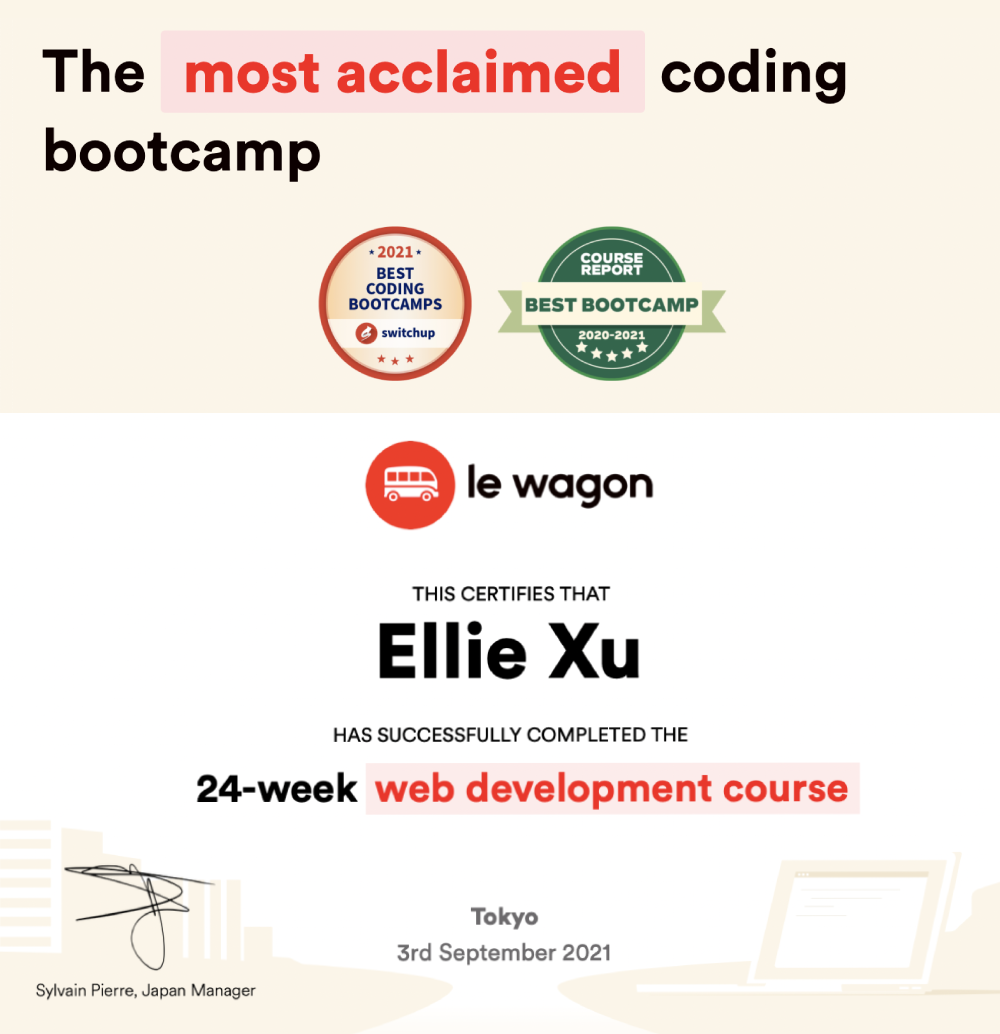 The most acclaimed coding
bootcamp
2021
BEST
CODING
BOOTCAMPS
switchup
COURSE
REPORT
BEST BOOTCAMP
2020-2021
le wagon
THIS CERTIFIES THAT
Ellie Xu
HAS SUCCESSFULLY COMPLETED THE
24-week web development course
Tokyo
3rd September 2021
Sylvain Pierre, Japan Manager